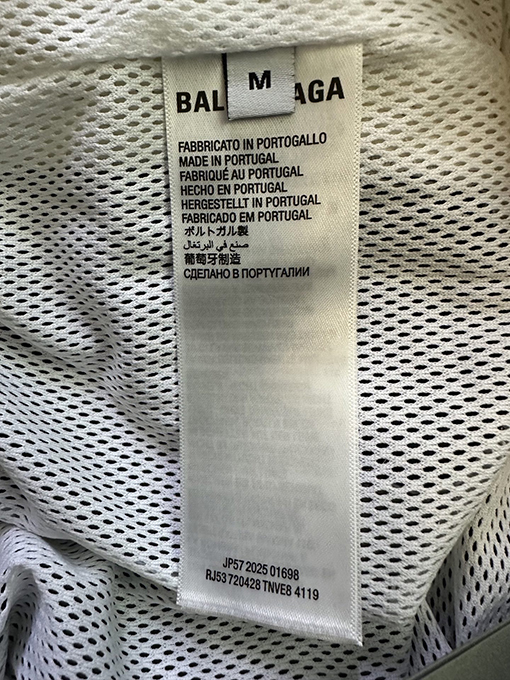 M
BAL AGA
FABBRICATO IN PORTOGALLO
MADE IN PORTUGAL
FABRIQUÉ AU PORTUGAL
HECHO EN PORTUGAL
HERGESTELLT IN PORTUGAL
FABRICADO EM PORTUGAL
ポルトガル製
صنع في البرتغال
葡萄牙制造
СДЕЛАНО В ПОРТУГАЛИИ
JP57 2025 01698
RJ53 720428 TNVE8 4119